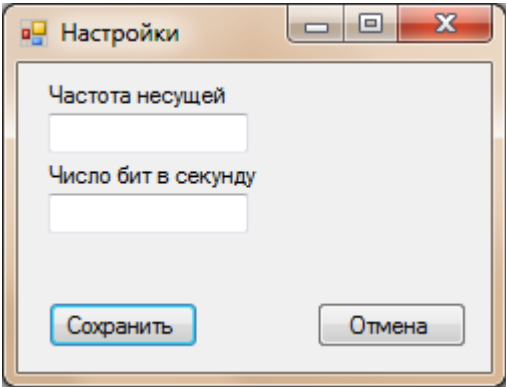 Настройки
Частота несущей
Число бит в секунду
Сохранить
Отмена